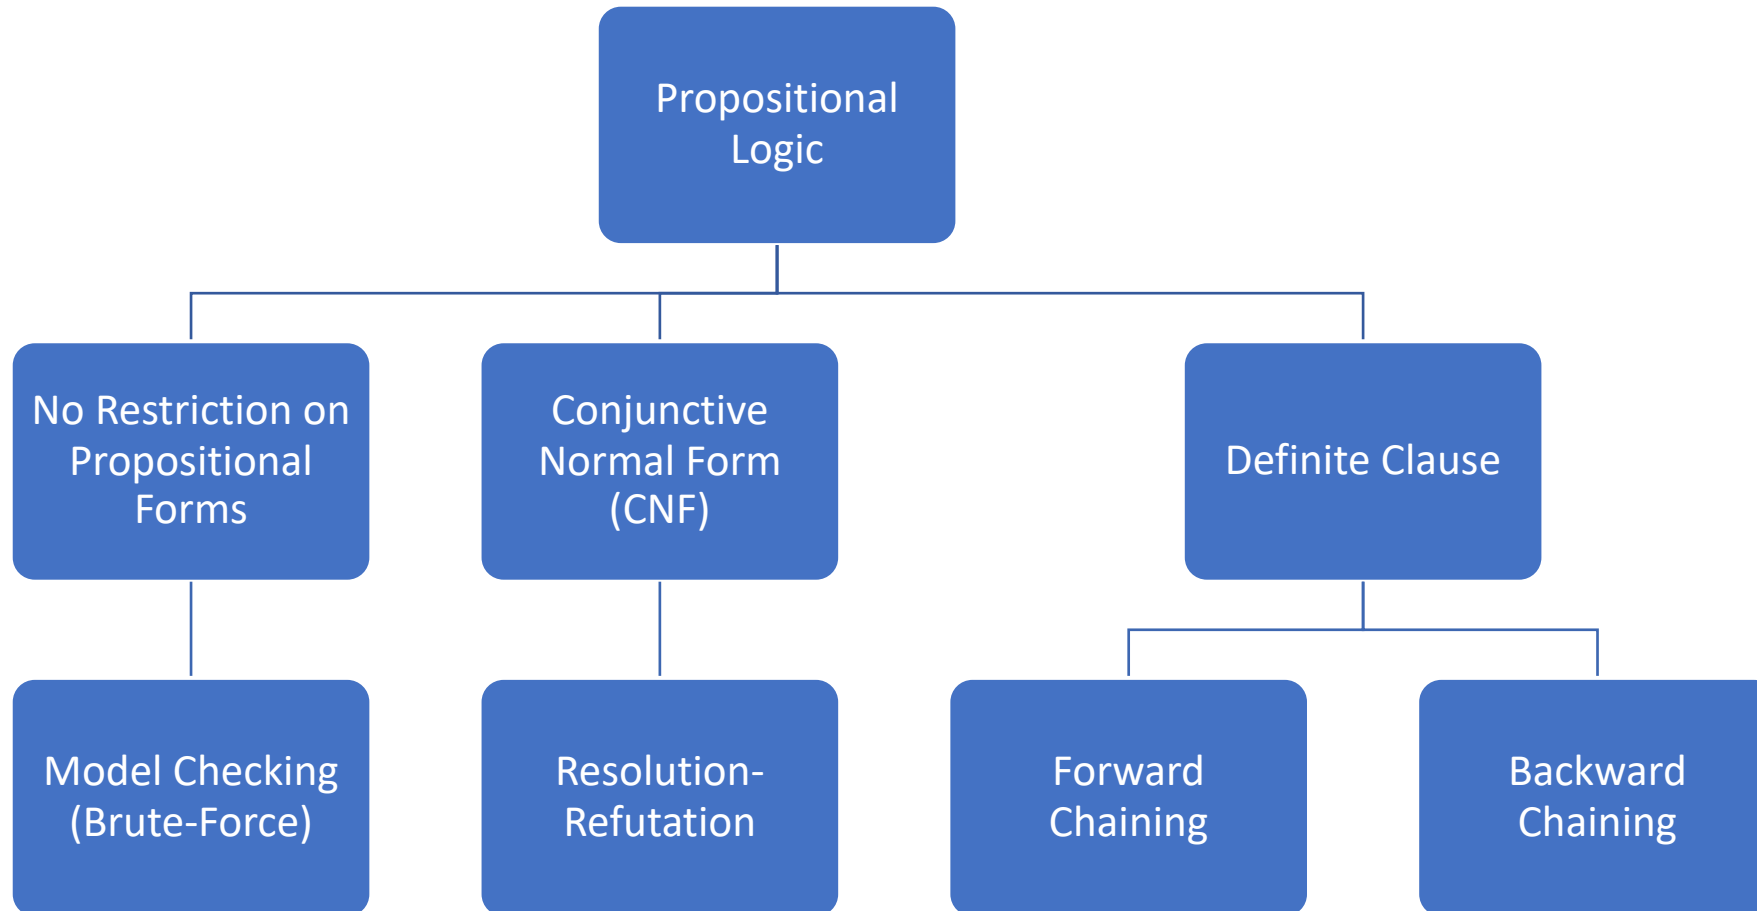 Propositional
Logic
No Restriction on
Propositional
Forms
Conjunctive
Normal Form
(CNF)
Definite Clause
Model Checking
(Brute-Force)
Resolution-
Refutation
Forward
Chaining
Backward
Chaining